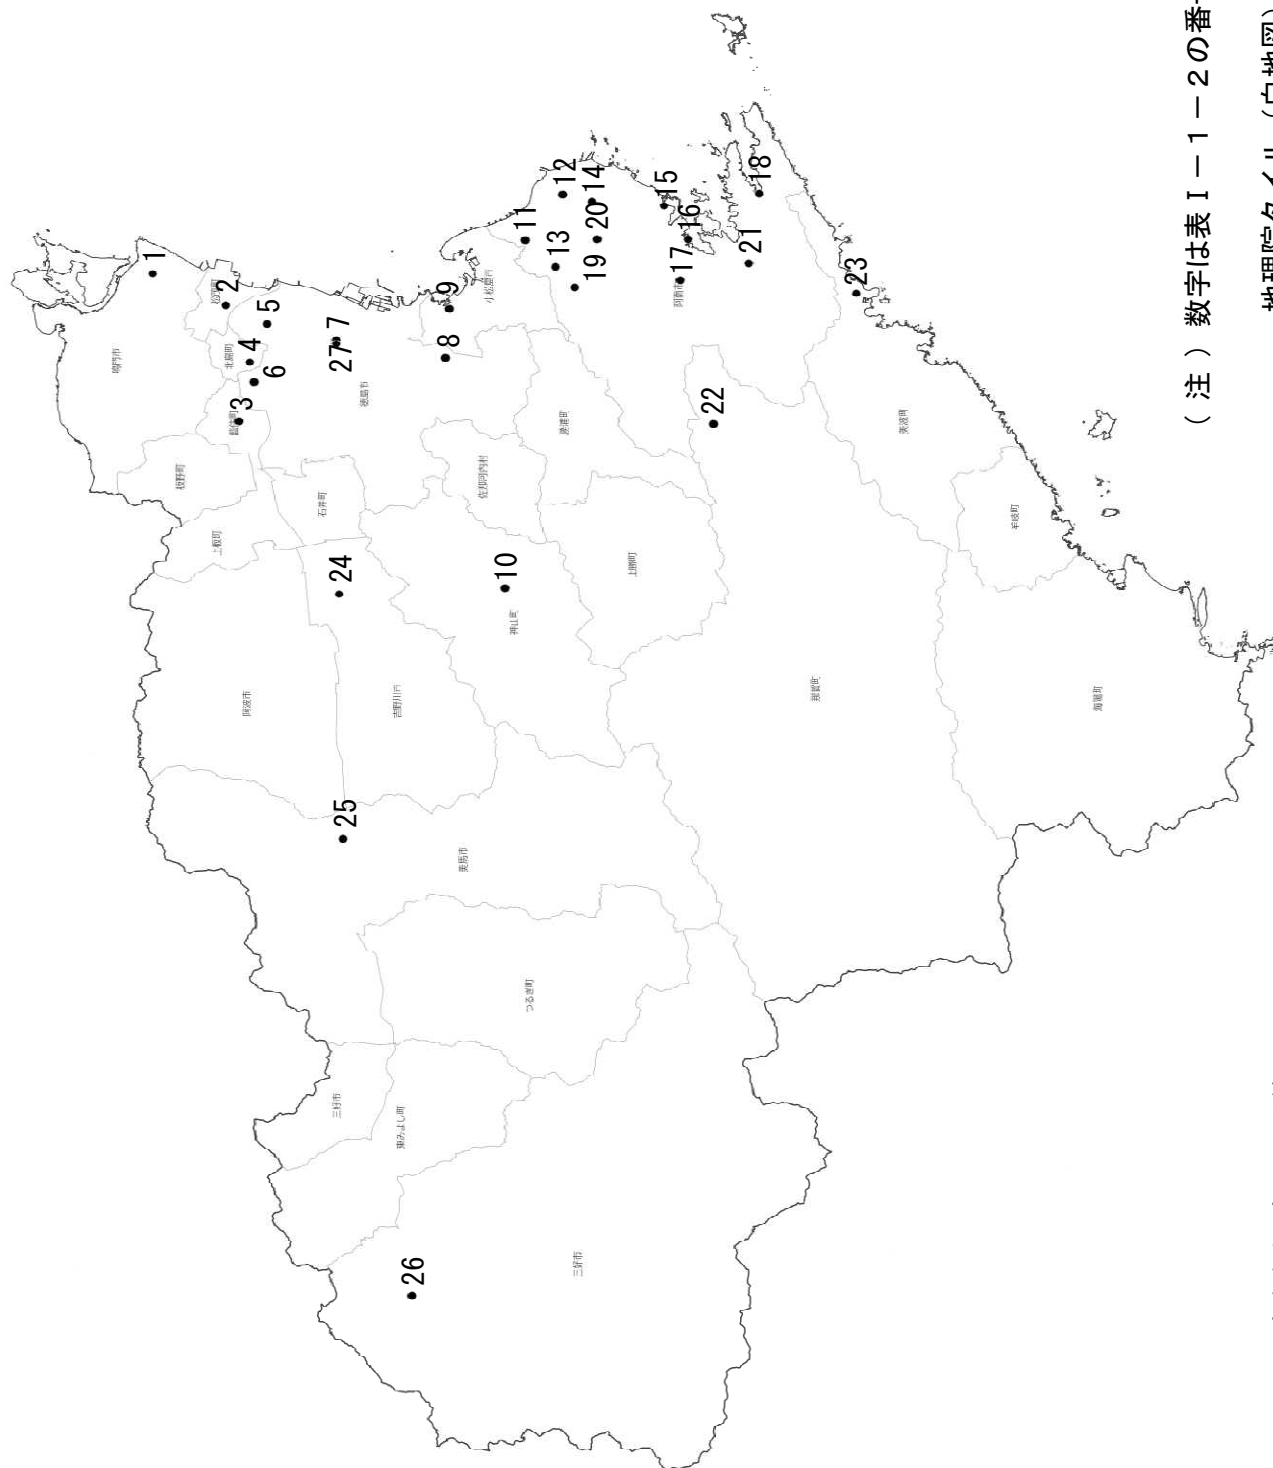 1
2
5
4
6
3
27
7
9
8
11
12
13
14
19
20
15
16
17
18
21
22
23
10
24
25
26
鳴門市
松茂町
北島町
藍住町
板野町
上板町
石井町
徳島市
小松島市
勝浦町
佐那河内村
神山町
上勝町
阿南市
阿波市
吉野川市
美馬市
つるぎ町
三好市
東みよし町
三好市
那賀町
美波町
牟岐町
海陽町
(注)数字は表Ⅰ-1-2の番
地理院タイル(白地図)